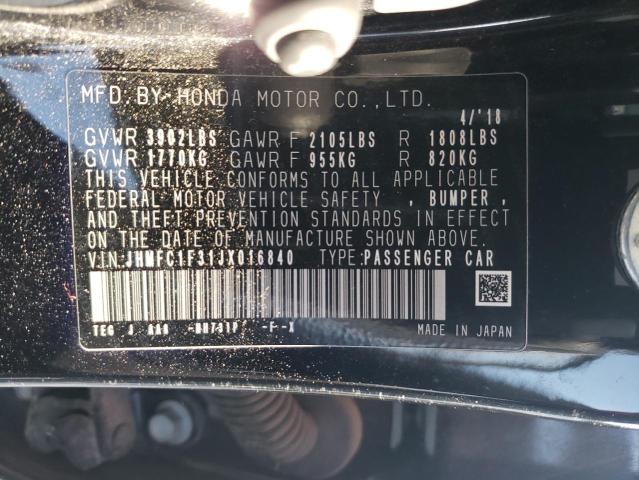 MFD.BY HONDA MOTOR CO.,LTD.
4/'18
GVWR 3902LBS GAWR F 2105LBS R 1808LBS
GVWR 1770KG GAWR F 955KG R 820KG
THIS VEHICLE CONFORMS TO ALL APPLICABLE
FEDERAL MOTOR VEHICLE SAFETY , BUMPER ,
AND THEFT PREVENTION STANDARDS IN EFFECT
ON THE DATE OF MANUFACTURE SHOWN ABOVE.
VIN:JHMFC1F31JX016840 TYPE:PASSENGER CAR
TEG J -F-X MADE IN JAPAN